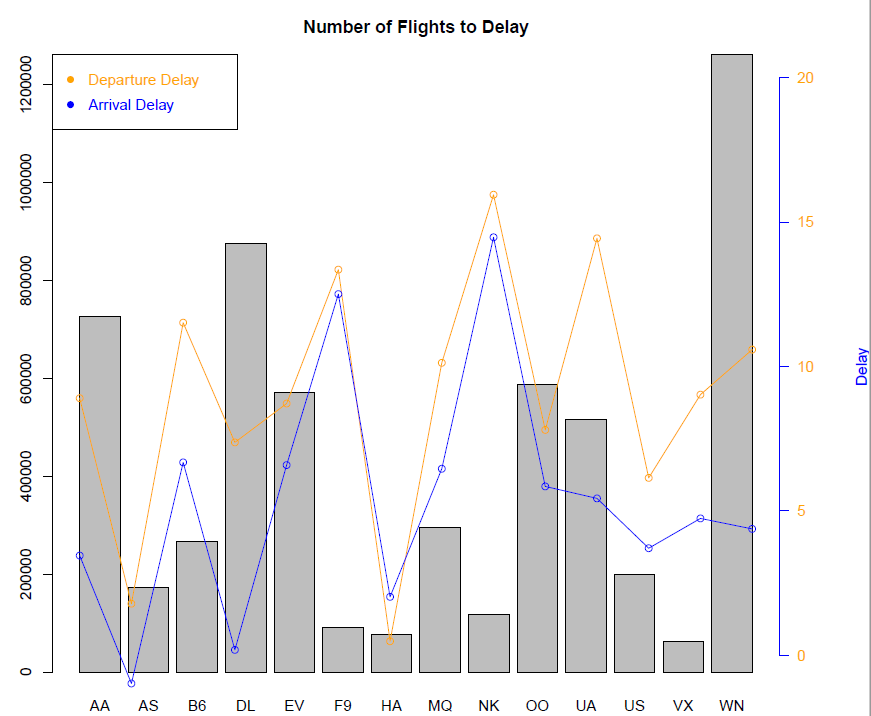 Number of Flights to Delay
Departure Delay
Arrival Delay
1200000
1000000
800000
600000
400000
200000
0
20
15
10
5
0
Delay
AA AS B6 DL EV F9 HA MQ NK OO UA US VX WN